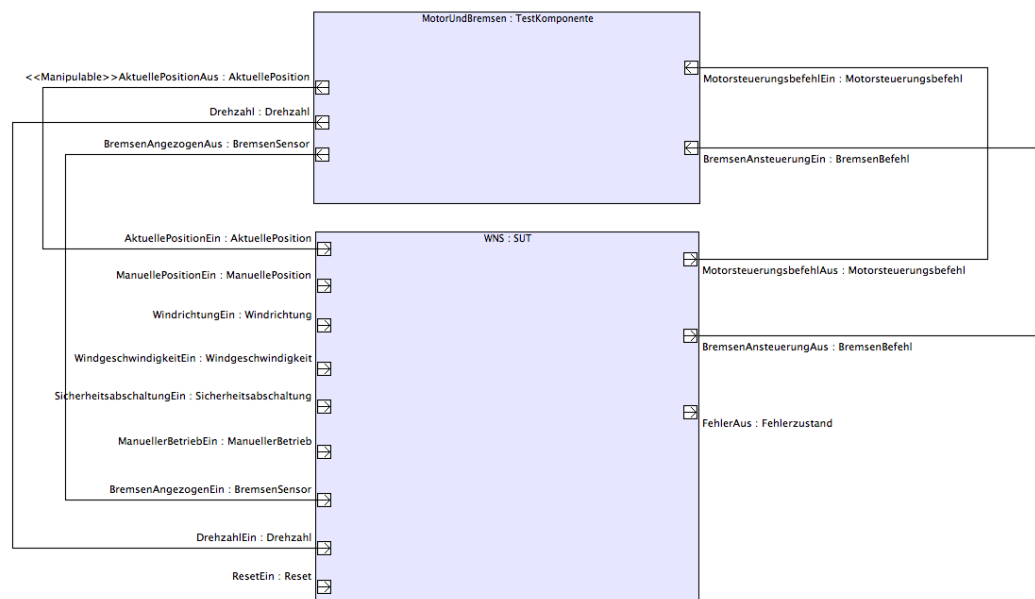 MotorUndBremsen : TestKomponente
<<Manipulable>>AktuellePositionAus : AktuellePosition
MotorsteuerungsbefehlEin : Motorsteuerungsbefehl
Drehzahl : Drehzahl
BremsenAngezogenAus : BremsenSensor
BremsenAnsteuerungEin : BremsenBefehl
WNS : SUT
AktuellePositionEin : AktuellePosition
MotorsteuerungsbefehlAus : Motorsteuerungsbefehl
ManuellePositionEin : ManuellePosition
WindrichtungEin : Windrichtung
BremsenAnsteuerungAus : BremsenBefehl
WindgeschwindigkeitEin : Windgeschwindigkeit
SicherheitsabschaltungEin : Sicherheitsabschaltung
FehlerAus : Fehlerzustand
ManuellerBetriebEin : ManuellerBetrieb
BremsenAngezogenEin : BremsenSensor
DrehzahlEin : Drehzahl
ResetEin : Reset